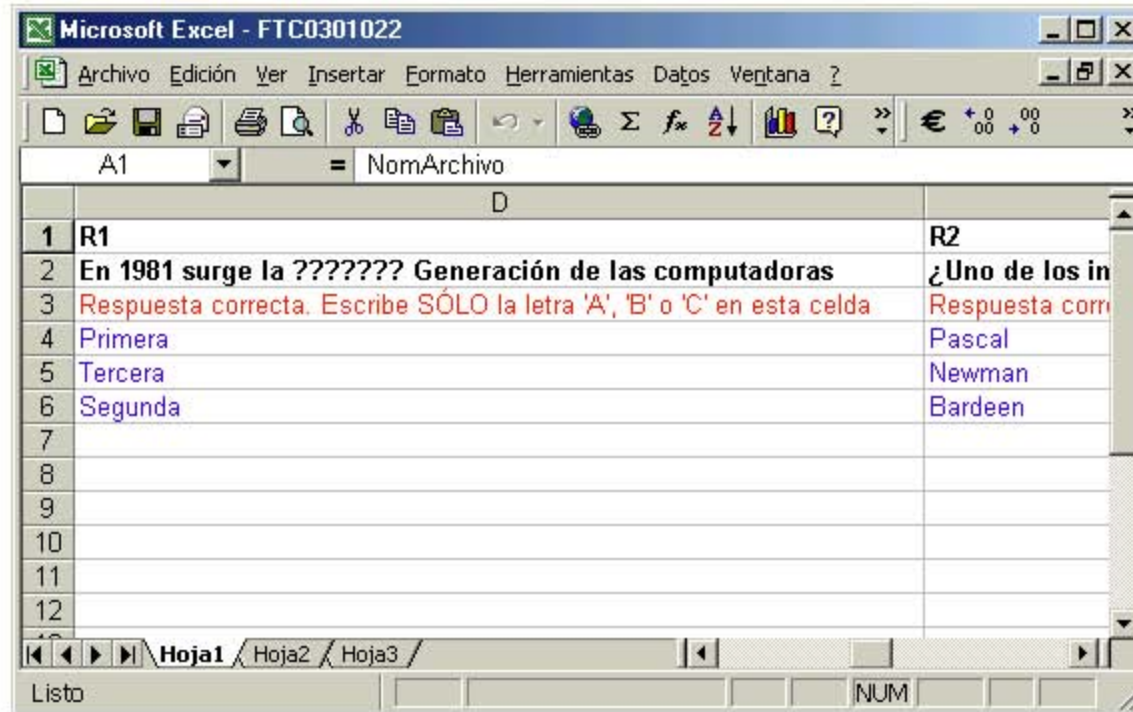 Microsoft Excel - FTC0301022
Archivo Edición Ver Insertar Formato Herramientas Datos Ventana ?
A1 = NomArchivo
D
1 R1 R2
2 En 1981 surge la ??????? Generación de las computadoras ¿Uno de los in
3 Respuesta correcta. Escribe SÓLO la letra 'A', 'B' o 'C' en esta celda Respuesta corre
4 Primera Pascal
5 Tercera Newman
6 Segunda Bardeen
7
8
9
10
11
12
Hoja1 Hoja2 Hoja3
Listo NUM